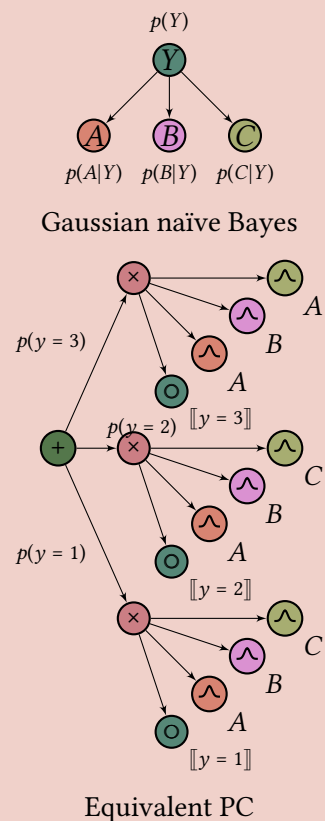 p(Y)
Y
A B C
p(A|Y) p(B|Y) p(C|Y)
Gaussian naïve Bayes
×
A
B
p(y = 3)
A
⟦y = 3⟧
p(y = 2)
+ ×
C
B
A
p(y = 1)
⟦y = 2⟧
×
C
B
A
⟦y = 1⟧
Equivalent PC